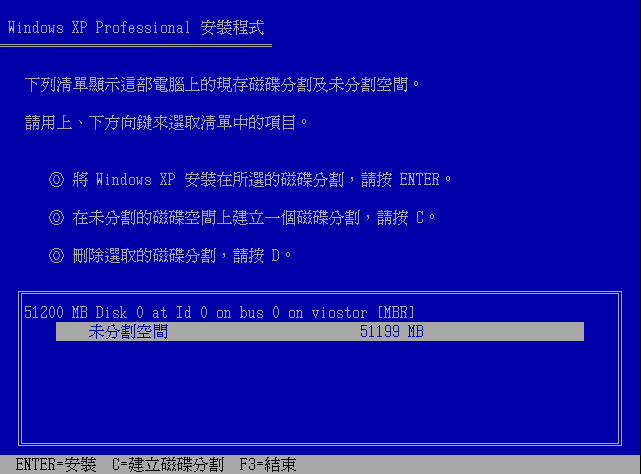 Windows XP Professional 安裝程式
下列清單顯示這部電腦上的現存磁碟分割及未分割空間。
請用上、下方向鍵來選取清單中的項目。
◎ 將 Windows XP 安裝在所選的磁碟分割，請按 ENTER。
◎ 在未分割的磁碟空間上建立一個磁碟分割，請按 C。
◎ 刪除選取的磁碟分割，請按 D。
51200 MB Disk 0 at Id 0 on bus 0 on viostor [MBR]
未分割空間 51199 MB
ENTER=安裝 C=建立磁碟分割 F3=結束